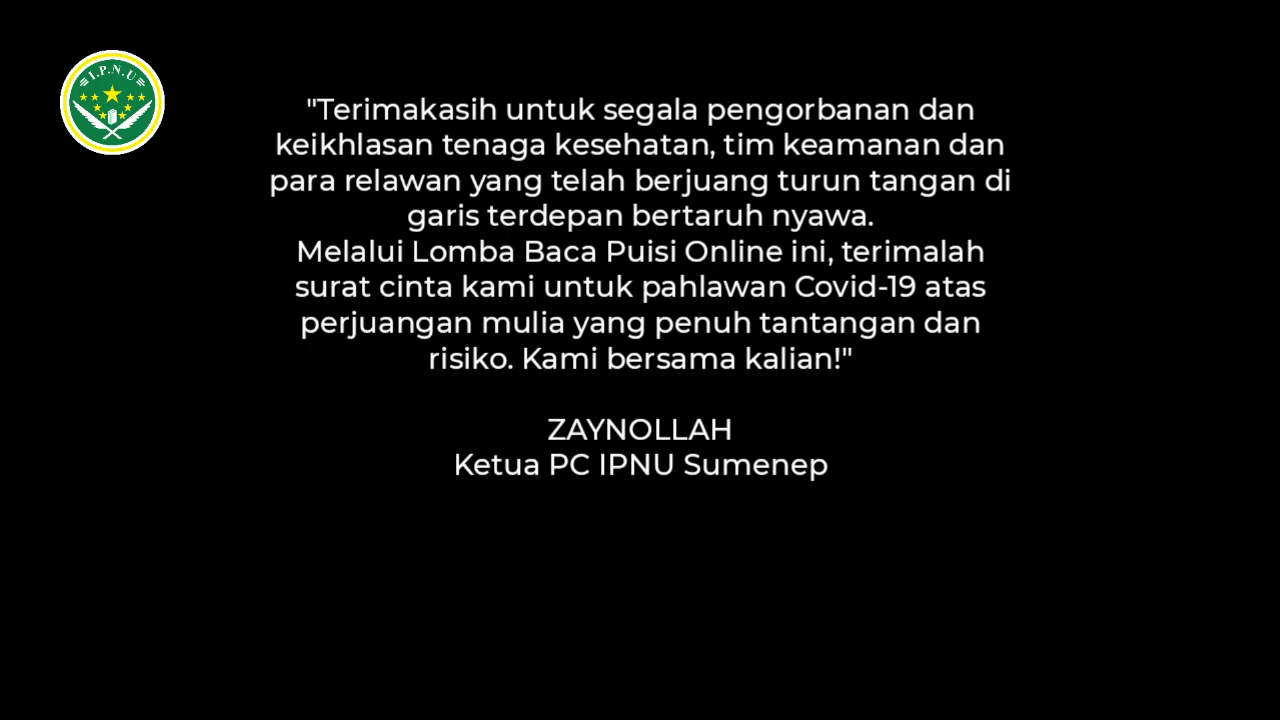 I.P.N.U
"Terimakasih untuk segala pengorbanan dan
keikhlasan tenaga kesehatan, tim keamanan dan
para relawan yang telah berjuang turun tangan di
garis terdepan bertaruh nyawa.
Melalui Lomba Baca Puisi Online ini, terimalah
surat cinta kami untuk pahlawan Covid-19 atas
perjuangan mulia yang penuh tantangan dan
risiko. Kami bersama kalian!"
ZAYNOLLAH
Ketua PC IPNU Sumenep